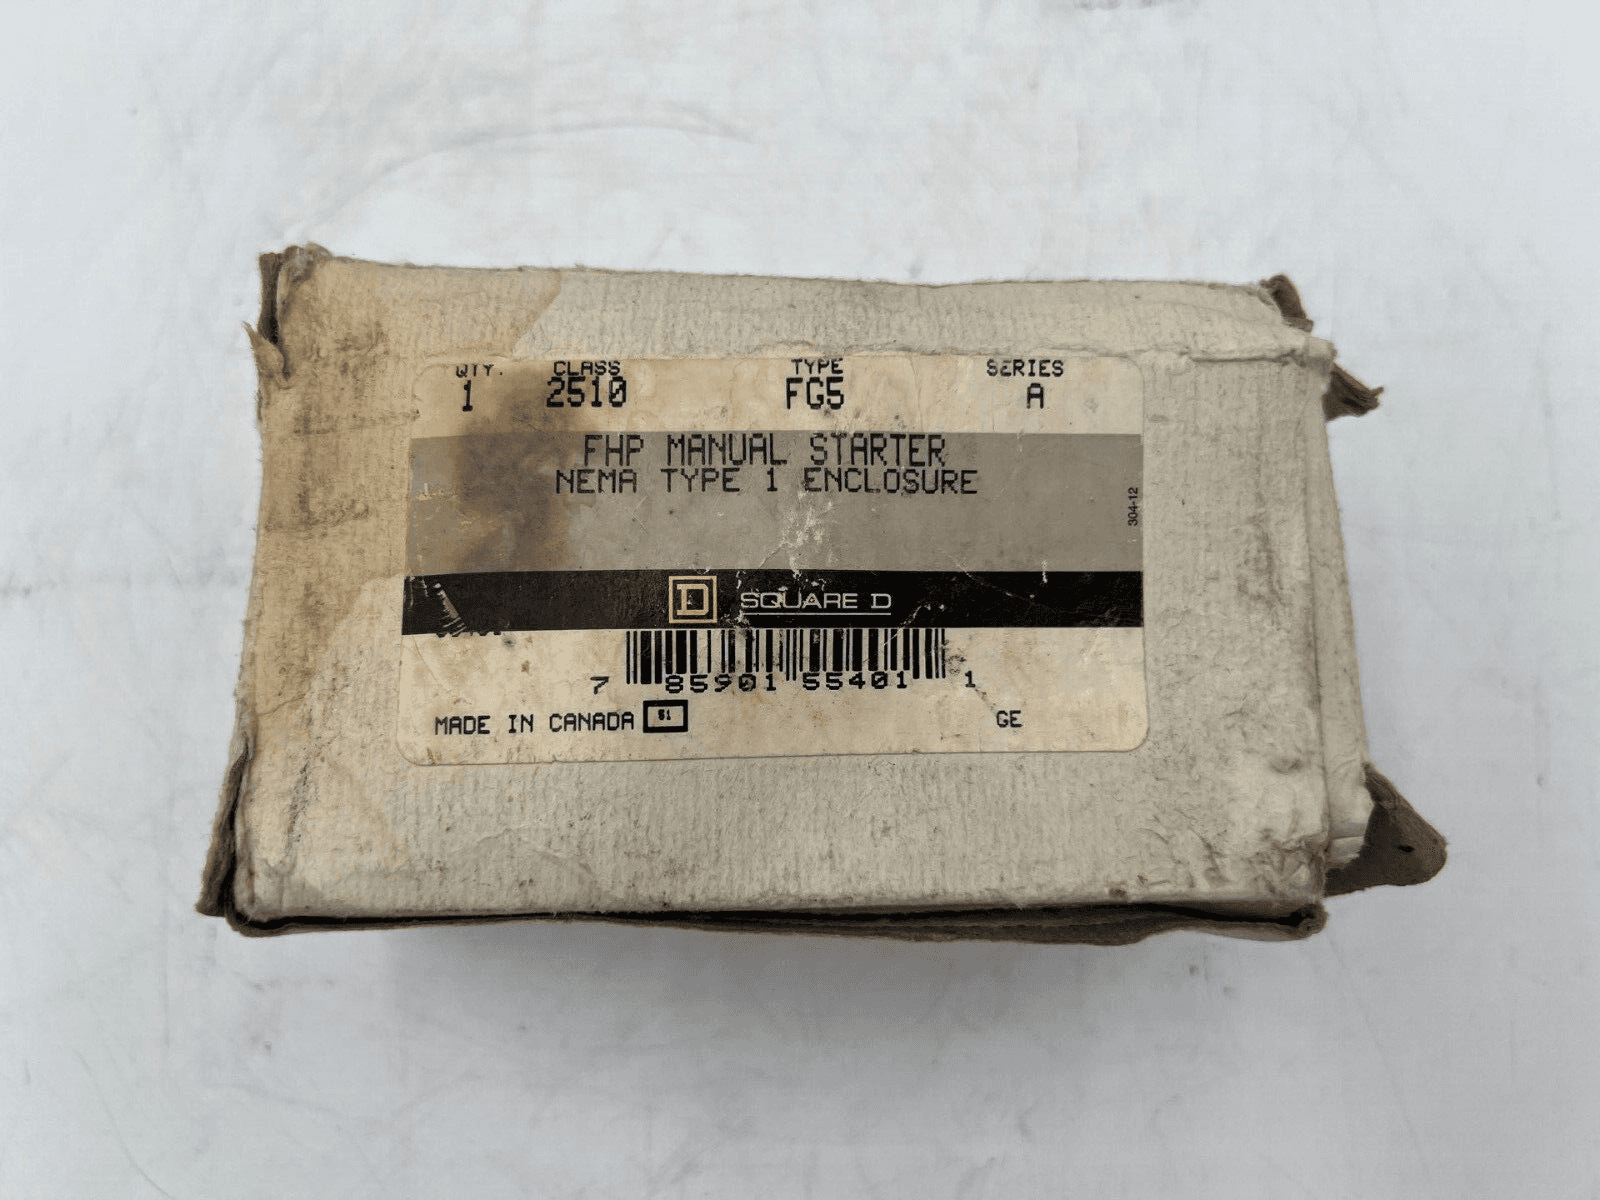 QTY. CLASS TYPE SERIES
1 2510 FG5 A
FHP MANUAL STARTER
NEMA TYPE 1 ENCLOSURE
304-12
D SQUARE D
7 85901 55401 1
MADE IN CANADA 51 GE